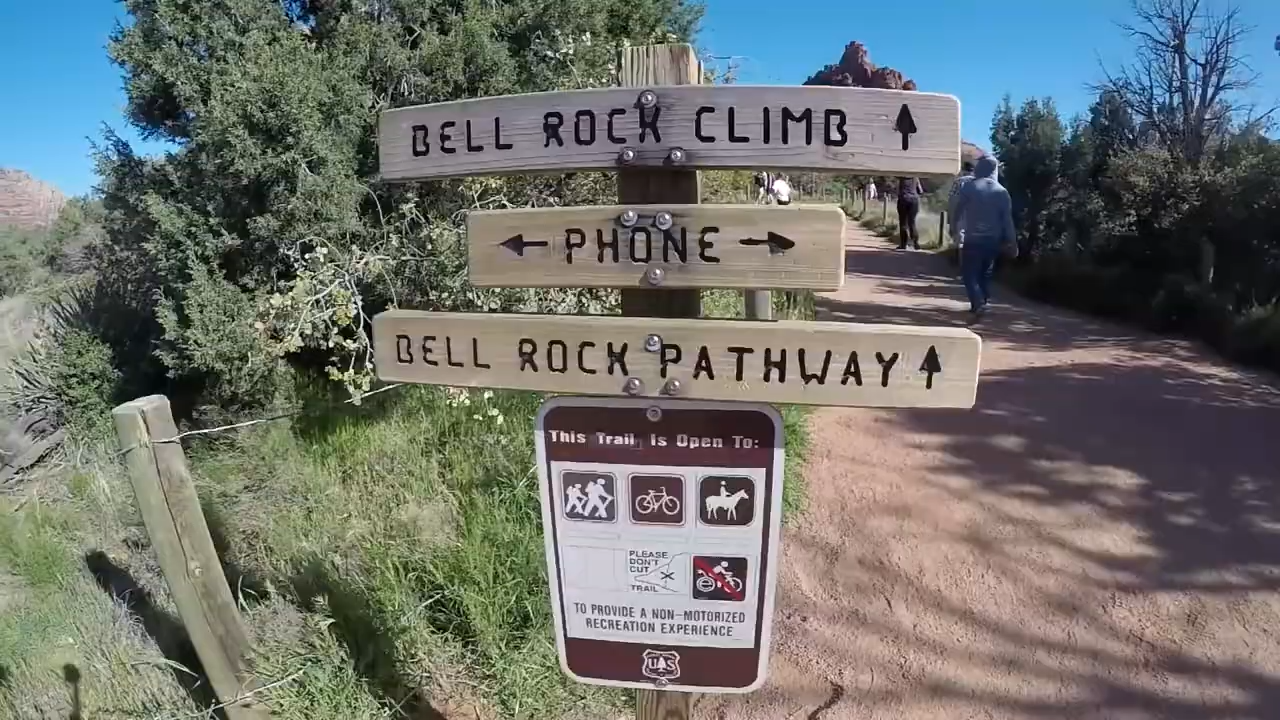 BELL ROCK CLIMB ↑
← PHONE →
BELL ROCK PATHWAY ↑
This Trail Is Open To:
PLEASE
DON'T
CUT
TRAIL
TO PROVIDE A NON-MOTORIZED
RECREATION EXPERIENCE
U S